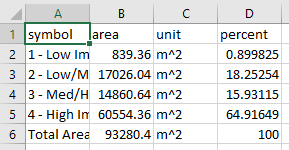 A B C D
1 symbol area unit percent
2 1 - Low Im 839.36 m^2 0.899825
3 2 - Low/M 17026.04 m^2 18.25254
4 3 - Med/H 14860.64 m^2 15.93115
5 4 - High Im 60554.36 m^2 64.91649
6 Total Area 93280.4 m^2 100